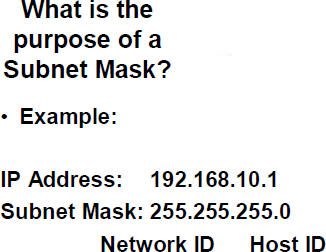 What is the
purpose of a
Subnet Mask?
• Example:
IP Address: 192.168.10.1
Subnet Mask: 255.255.255.0
Network ID Host ID